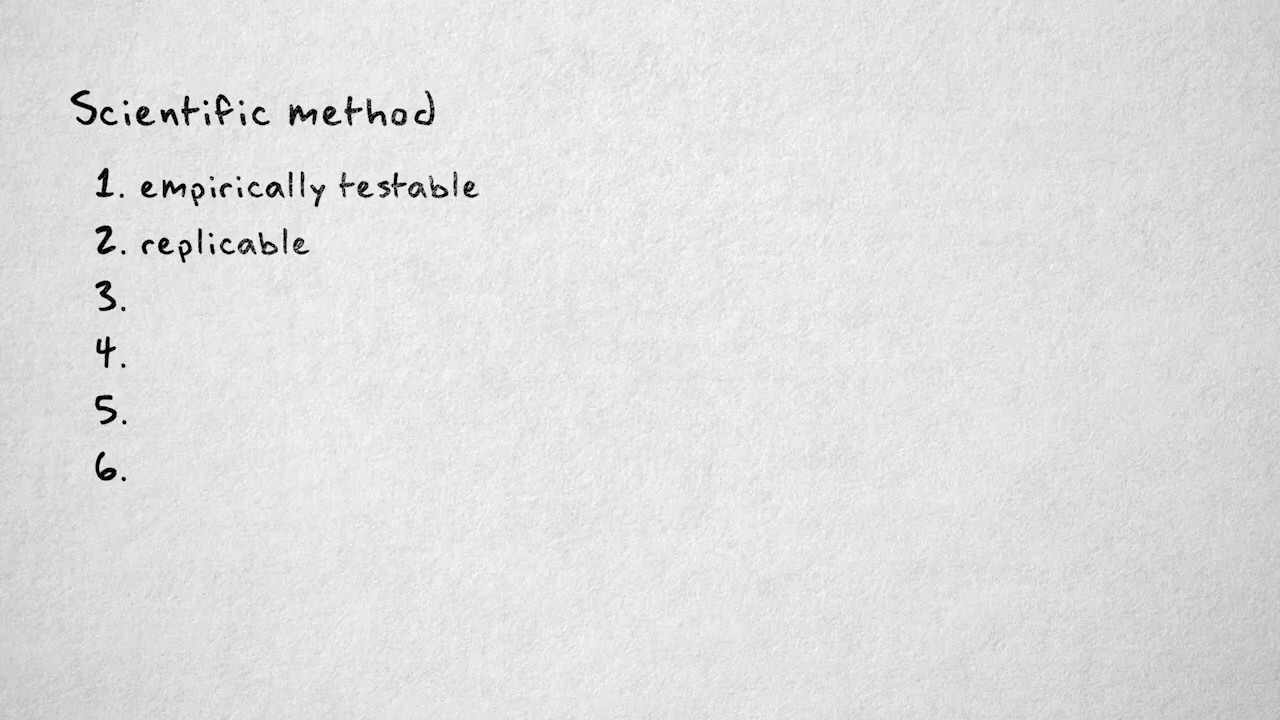 Scientific method
1. empirically testable
2. replicable
3.
4.
5.
6.